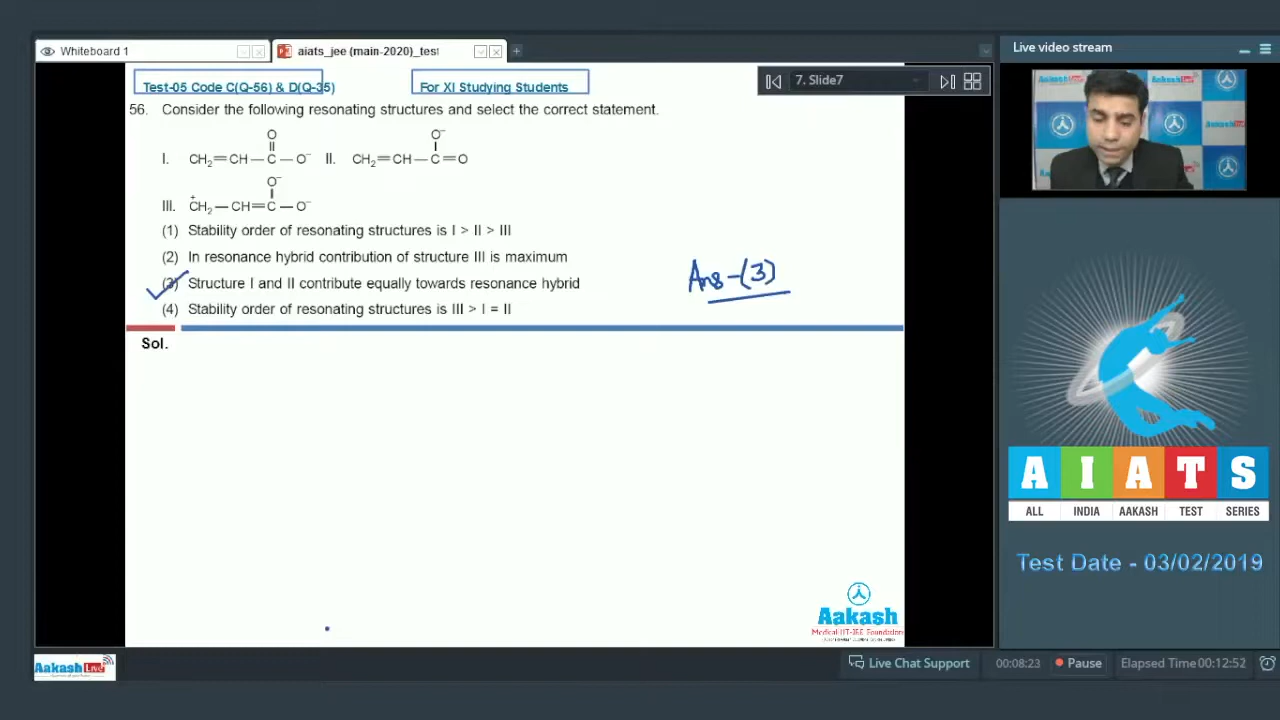 Whiteboard 1
aiats_jee (main-2020)_test
Live video stream
Test-05 Code C(Q-56) & D(Q-35)
For XI Studying Students
7. Slide7
56. Consider the following resonating structures and select the correct statement.
O O⁻
I. CH₂=CH—C—O⁻ II. CH₂=CH—C=O
O⁻
III. +CH₂—CH=C—O⁻
(1) Stability order of resonating structures is I > II > III
(2) In resonance hybrid contribution of structure III is maximum
(3) Structure I and II contribute equally towards resonance hybrid
Ans-(3)
(4) Stability order of resonating structures is III > I = II
Sol.
AIATS
ALL INDIA AAKASH TEST SERIES
Test Date - 03/02/2019
Aakash
Medical|IIT-JEE|Foundations
Aakash Live
Live Chat Support
00:08:23
Pause
Elapsed Time 00:12:52